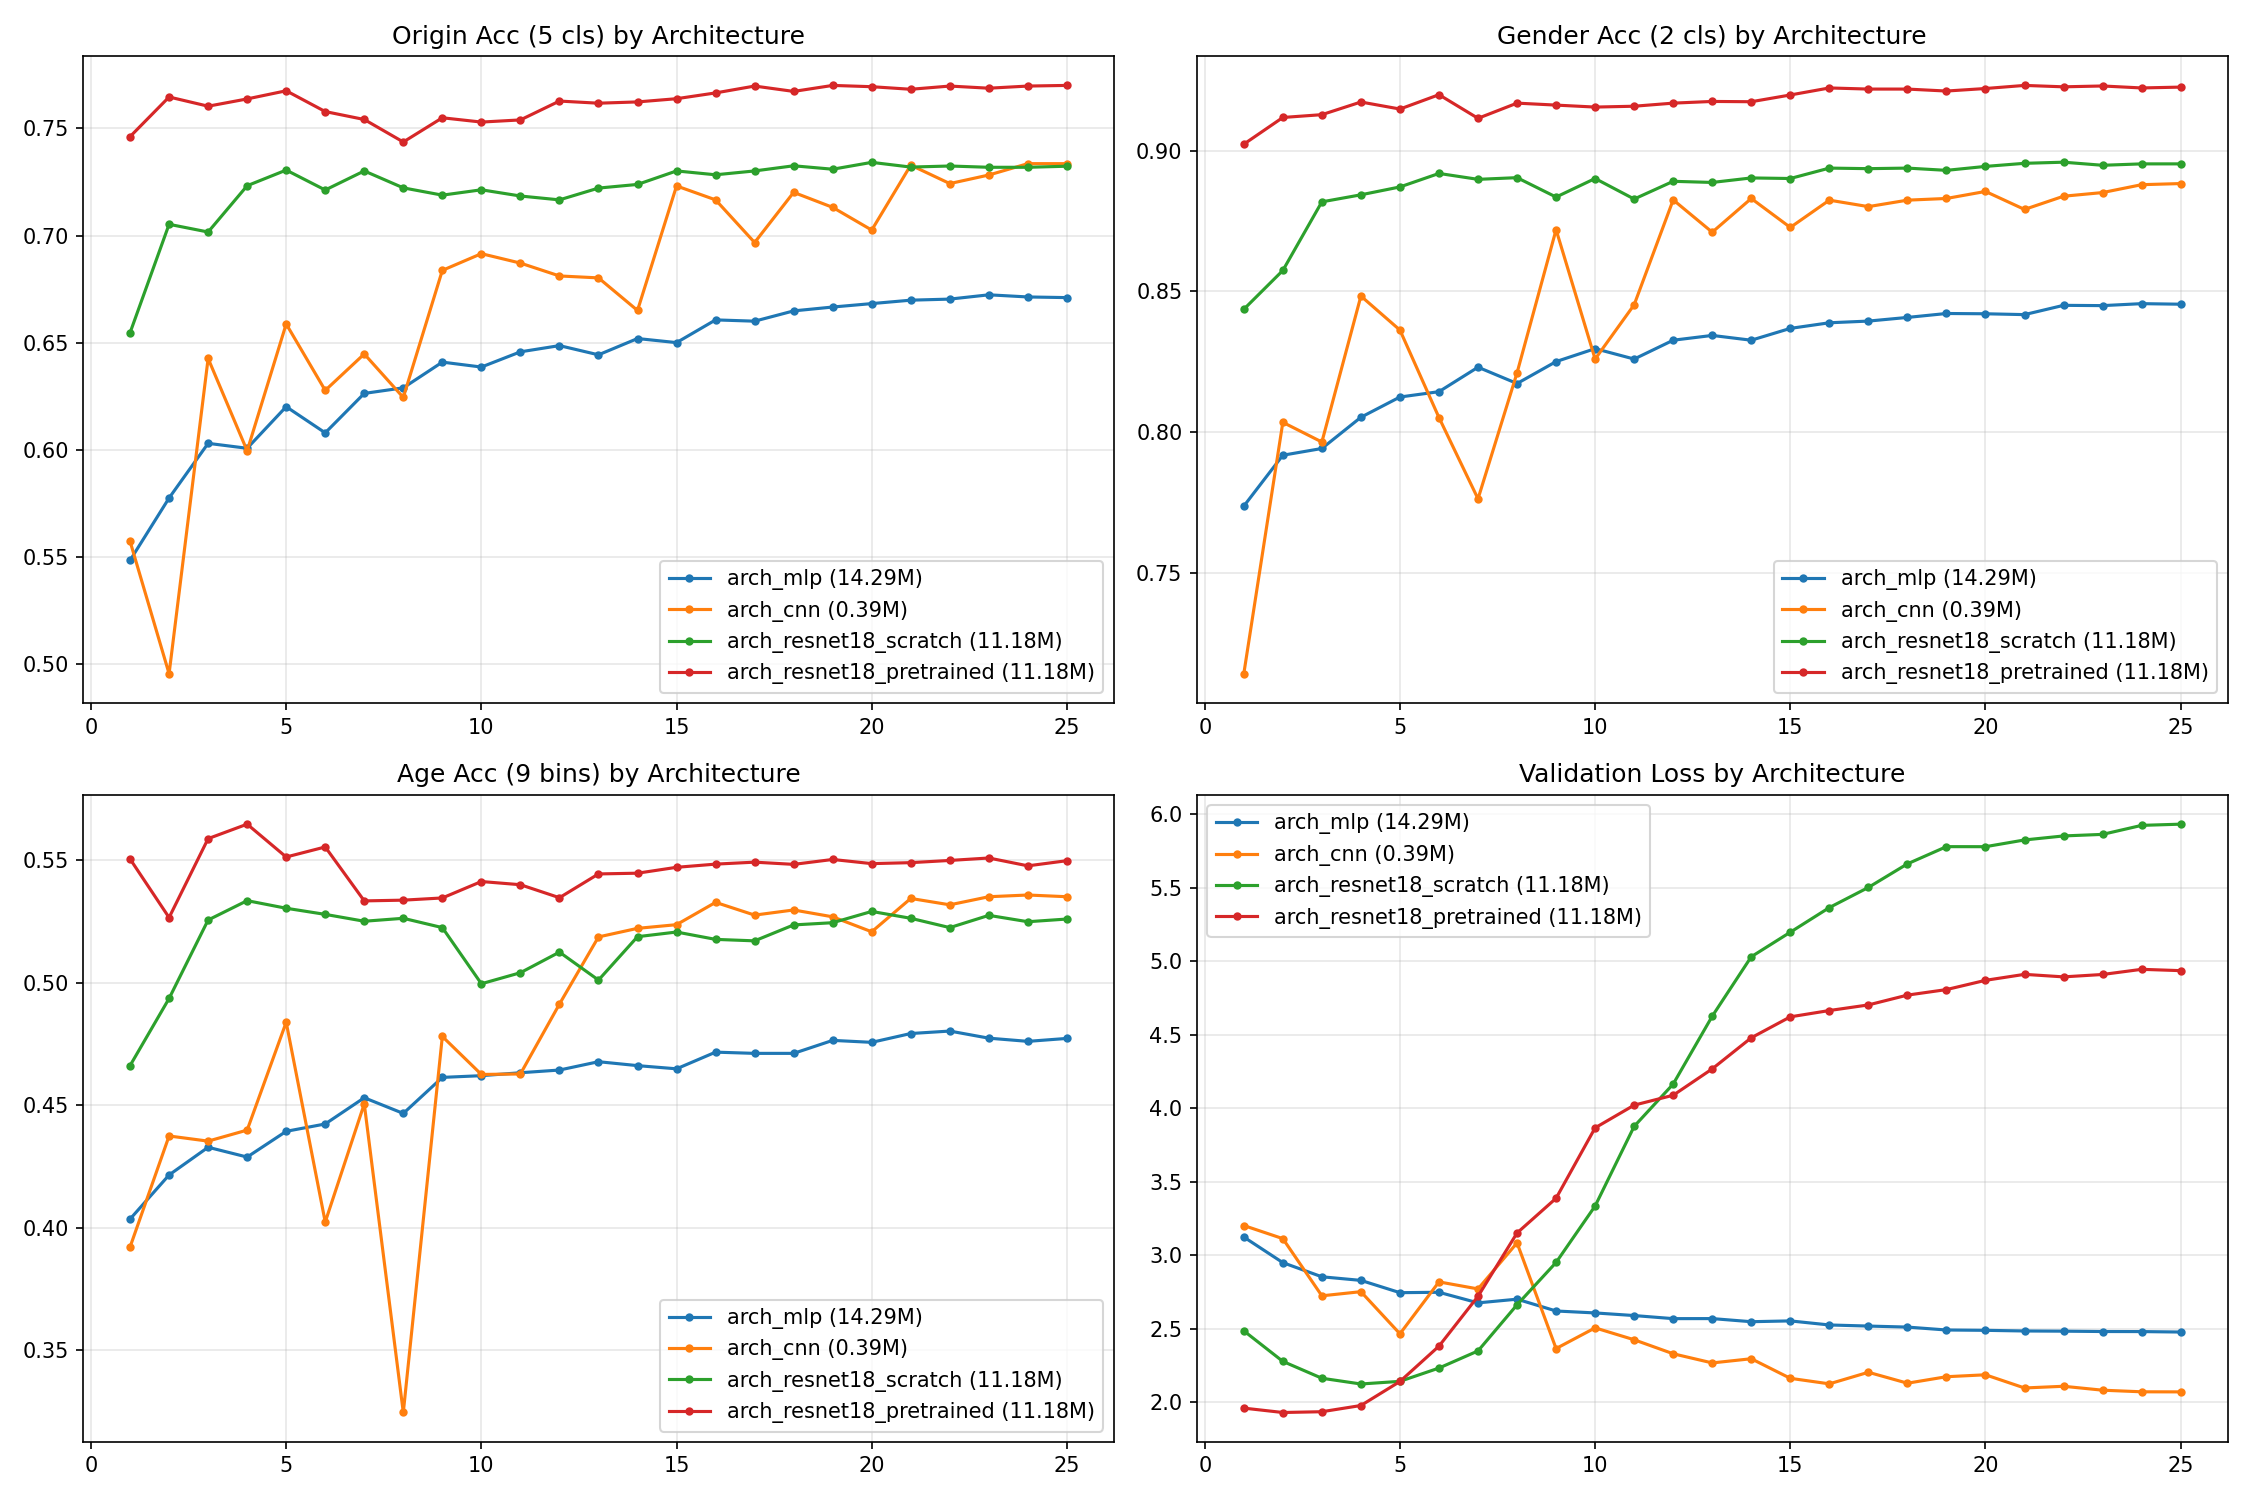 Origin Acc (5 cls) by Architecture
0.75
0.70
0.65
0.60
0.55
0.50
0 5 10 15 20 25
arch_mlp (14.29M)
arch_cnn (0.39M)
arch_resnet18_scratch (11.18M)
arch_resnet18_pretrained (11.18M)
Gender Acc (2 cls) by Architecture
0.90
0.85
0.80
0.75
0 5 10 15 20 25
arch_mlp (14.29M)
arch_cnn (0.39M)
arch_resnet18_scratch (11.18M)
arch_resnet18_pretrained (11.18M)
Age Acc (9 bins) by Architecture
0.55
0.50
0.45
0.40
0.35
0 5 10 15 20 25
arch_mlp (14.29M)
arch_cnn (0.39M)
arch_resnet18_scratch (11.18M)
arch_resnet18_pretrained (11.18M)
Validation Loss by Architecture
6.0
5.5
5.0
4.5
4.0
3.5
3.0
2.5
2.0
0 5 10 15 20 25
arch_mlp (14.29M)
arch_cnn (0.39M)
arch_resnet18_scratch (11.18M)
arch_resnet18_pretrained (11.18M)